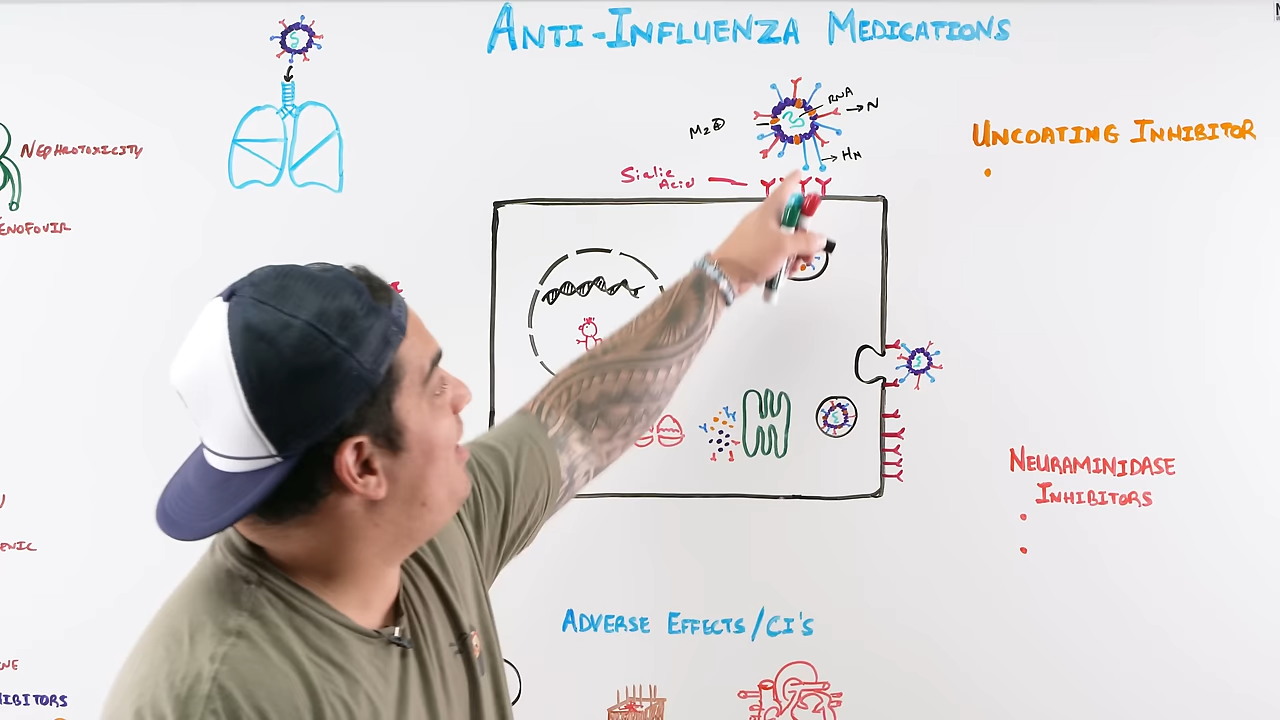 ANTI-INFLUENZA MEDICATIONS
RNA
N
M2
HN
Sialic
Acid
UNCOATING INHIBITOR
NEPHROTOXICITY
ENOFOVIR
NEURAMINIDASE
INHIBITORS
ENIC
ADVERSE EFFECTS/CI'S
NE
IBITORS